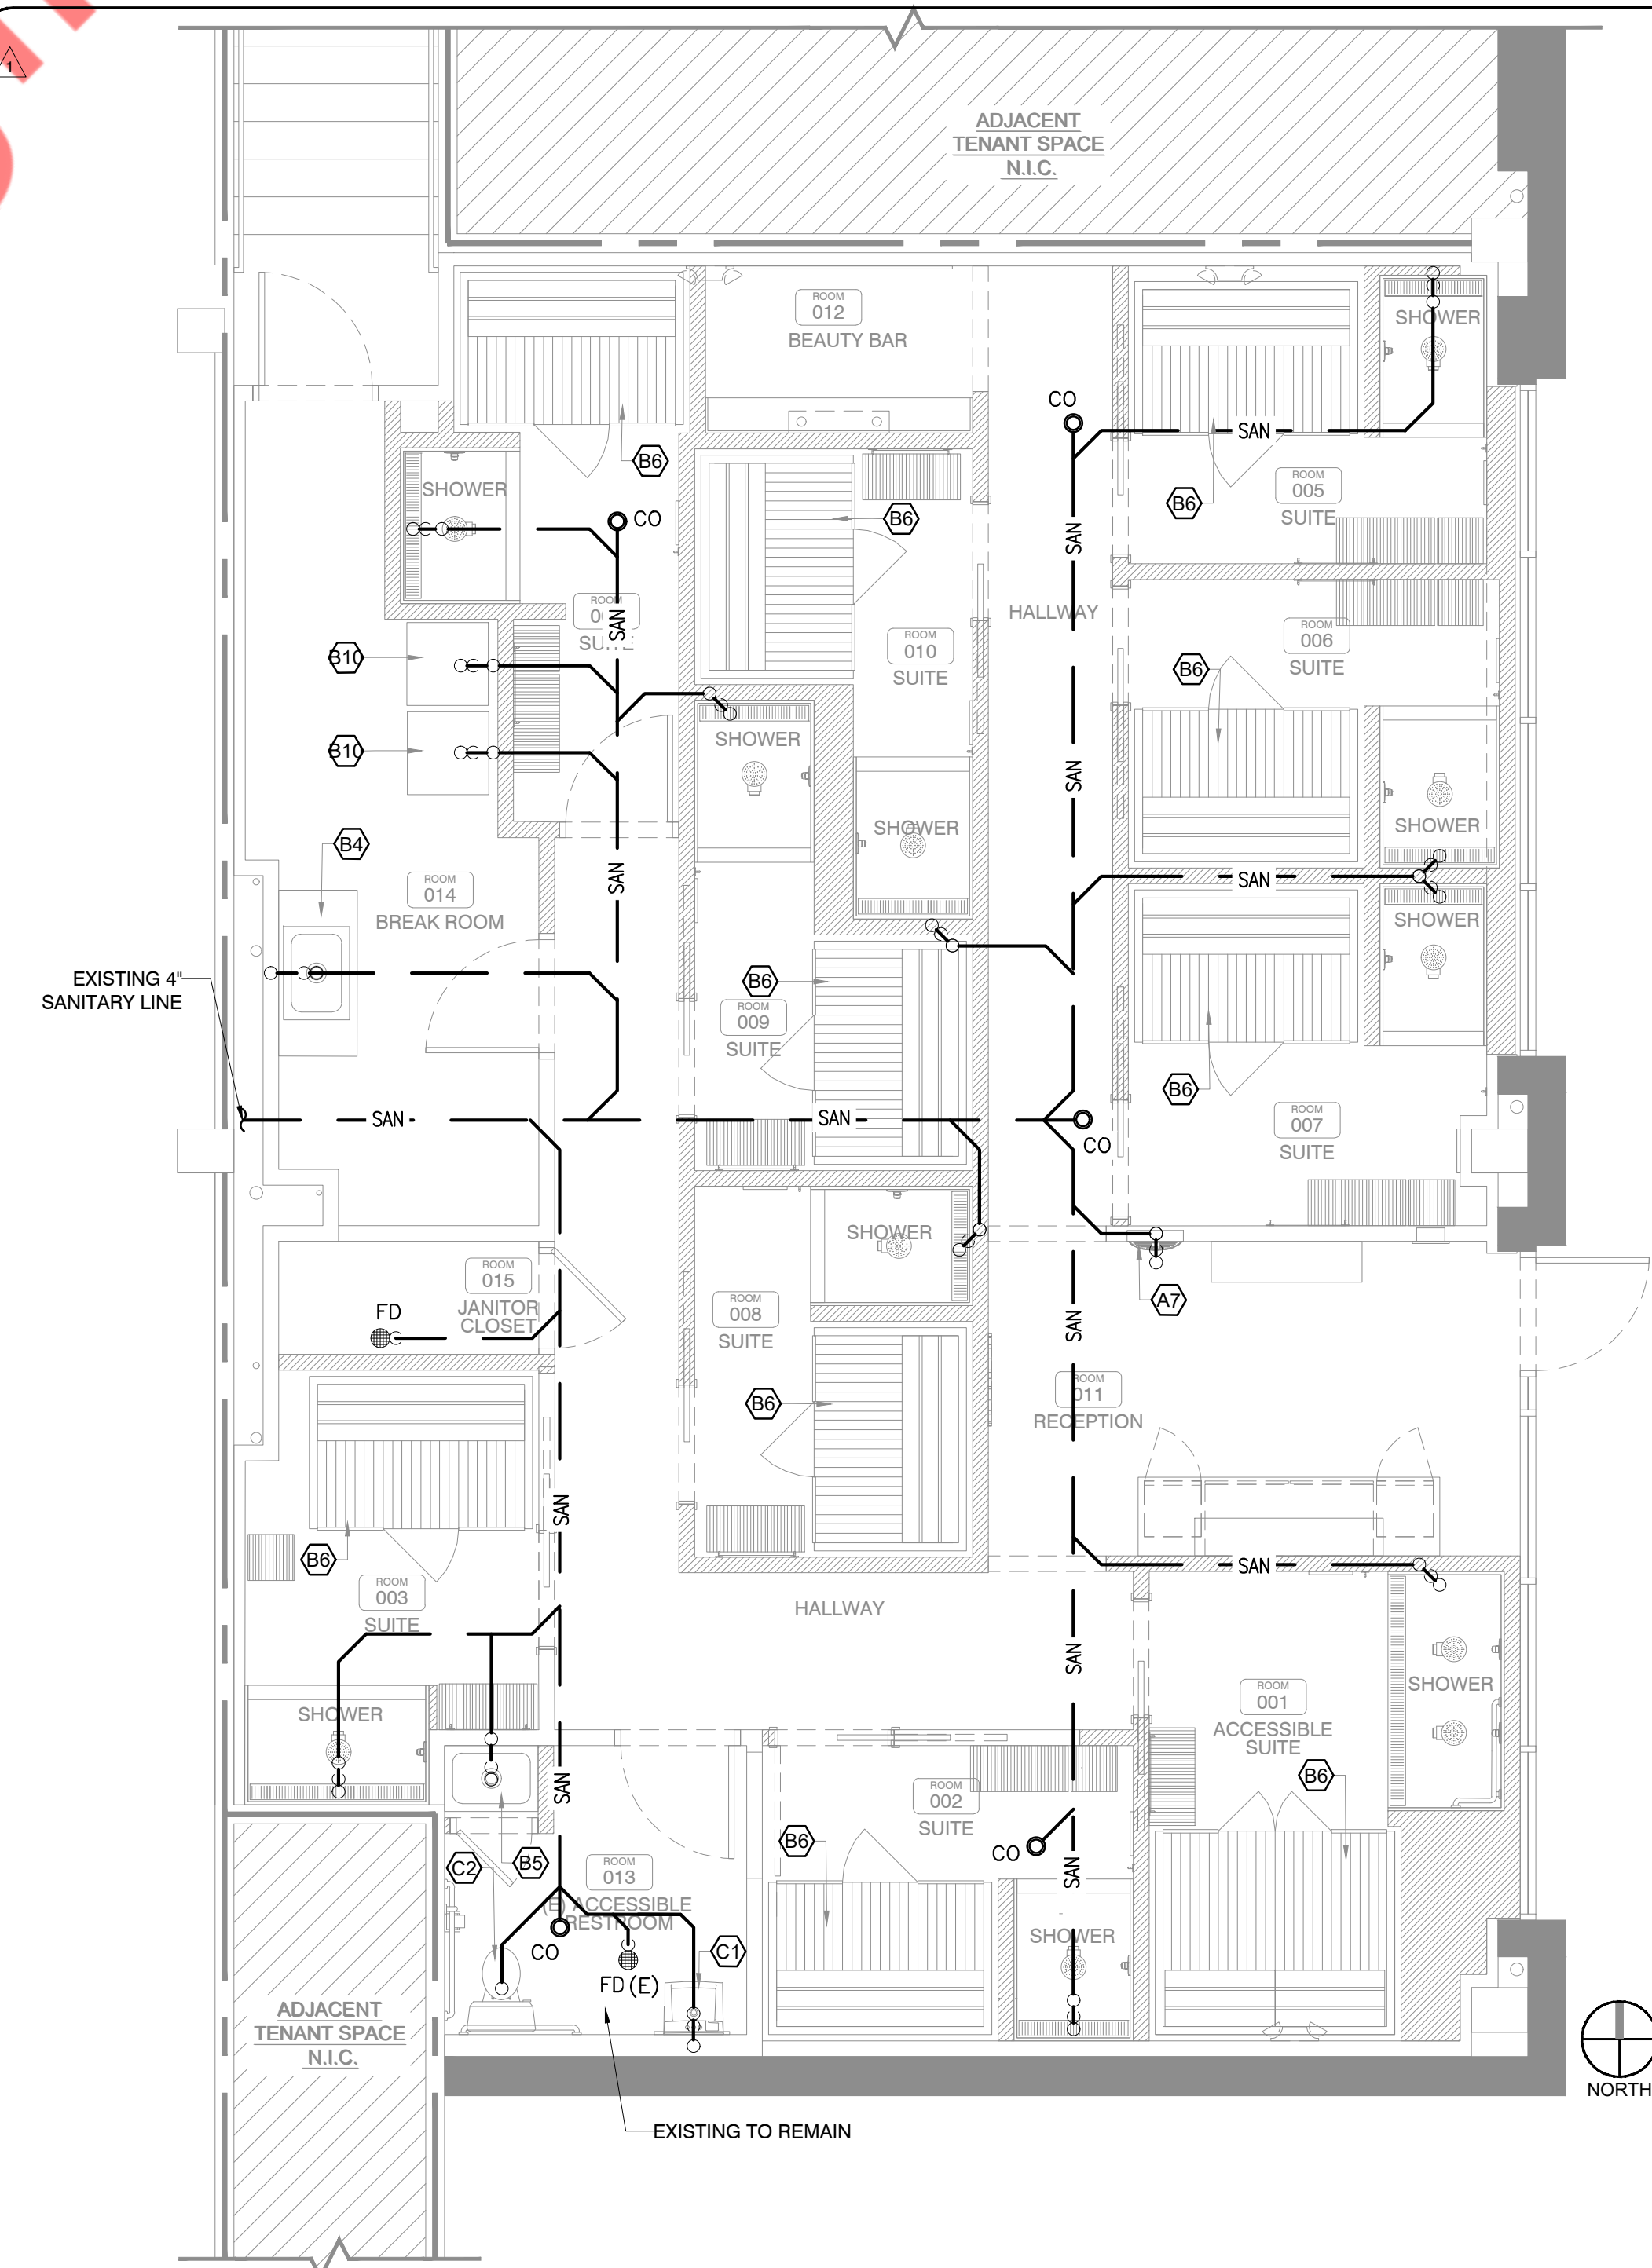 1
ADJACENT
TENANT SPACE
N.I.C.
ROOM
012
BEAUTY BAR
SHOWER
CO
SAN
B6
ROOM
005
SUITE
B6
SHOWER
CO
B6
SAN
HALLWAY
ROOM
SAN
ROOM
010
SUITE
ROOM
006
SUITE
B6
B10
B10
SHOWER
SAN
SHOWER
SHOWER
B4
ROOM
014
BREAK ROOM
SAN
SAN
SHOWER
EXISTING 4"
SANITARY LINE
B6
ROOM
009
SUITE
B6
ROOM
007
SUITE
SAN
SAN
CO
SHOWER
ROOM
015
JANITOR
CLOSET
FD
ROOM
008
SUITE
A7
SAN
B6
ROOM
011
RECEPTION
SAN
B6
ROOM
003
SUITE
SAN
HALLWAY
SAN
ROOM
001
ACCESSIBLE
SUITE
SHOWER
SHOWER
SAN
B6
ROOM
002
SUITE
B6
CO
SAN
C2
B5
ROOM
013
(E) ACCESSIBLE
RESTROOM
CO
FD (E)
C1
SHOWER
ADJACENT
TENANT SPACE
N.I.C.
EXISTING TO REMAIN
NORTH